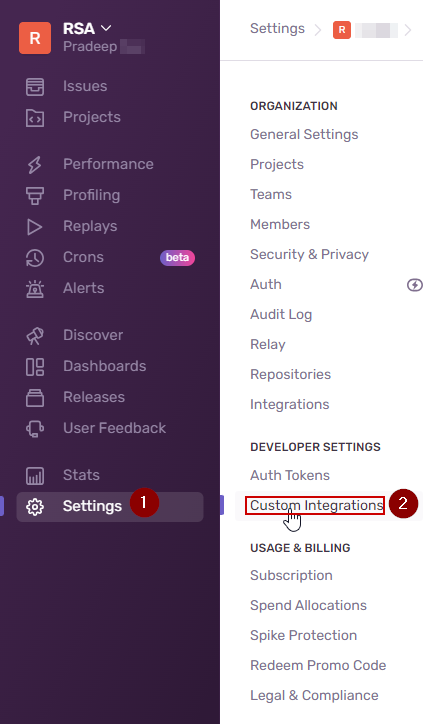 R
RSA
Pradeep
Issues
Projects
Performance
Profiling
Replays
Crons beta
Alerts
Discover
Dashboards
Releases
User Feedback
Stats
Settings 1
Settings R
ORGANIZATION
General Settings
Projects
Teams
Members
Security & Privacy
Auth
Audit Log
Relay
Repositories
Integrations
DEVELOPER SETTINGS
Auth Tokens
Custom Integrations 2
USAGE & BILLING
Subscription
Spend Allocations
Spike Protection
Redeem Promo Code
Legal & Compliance